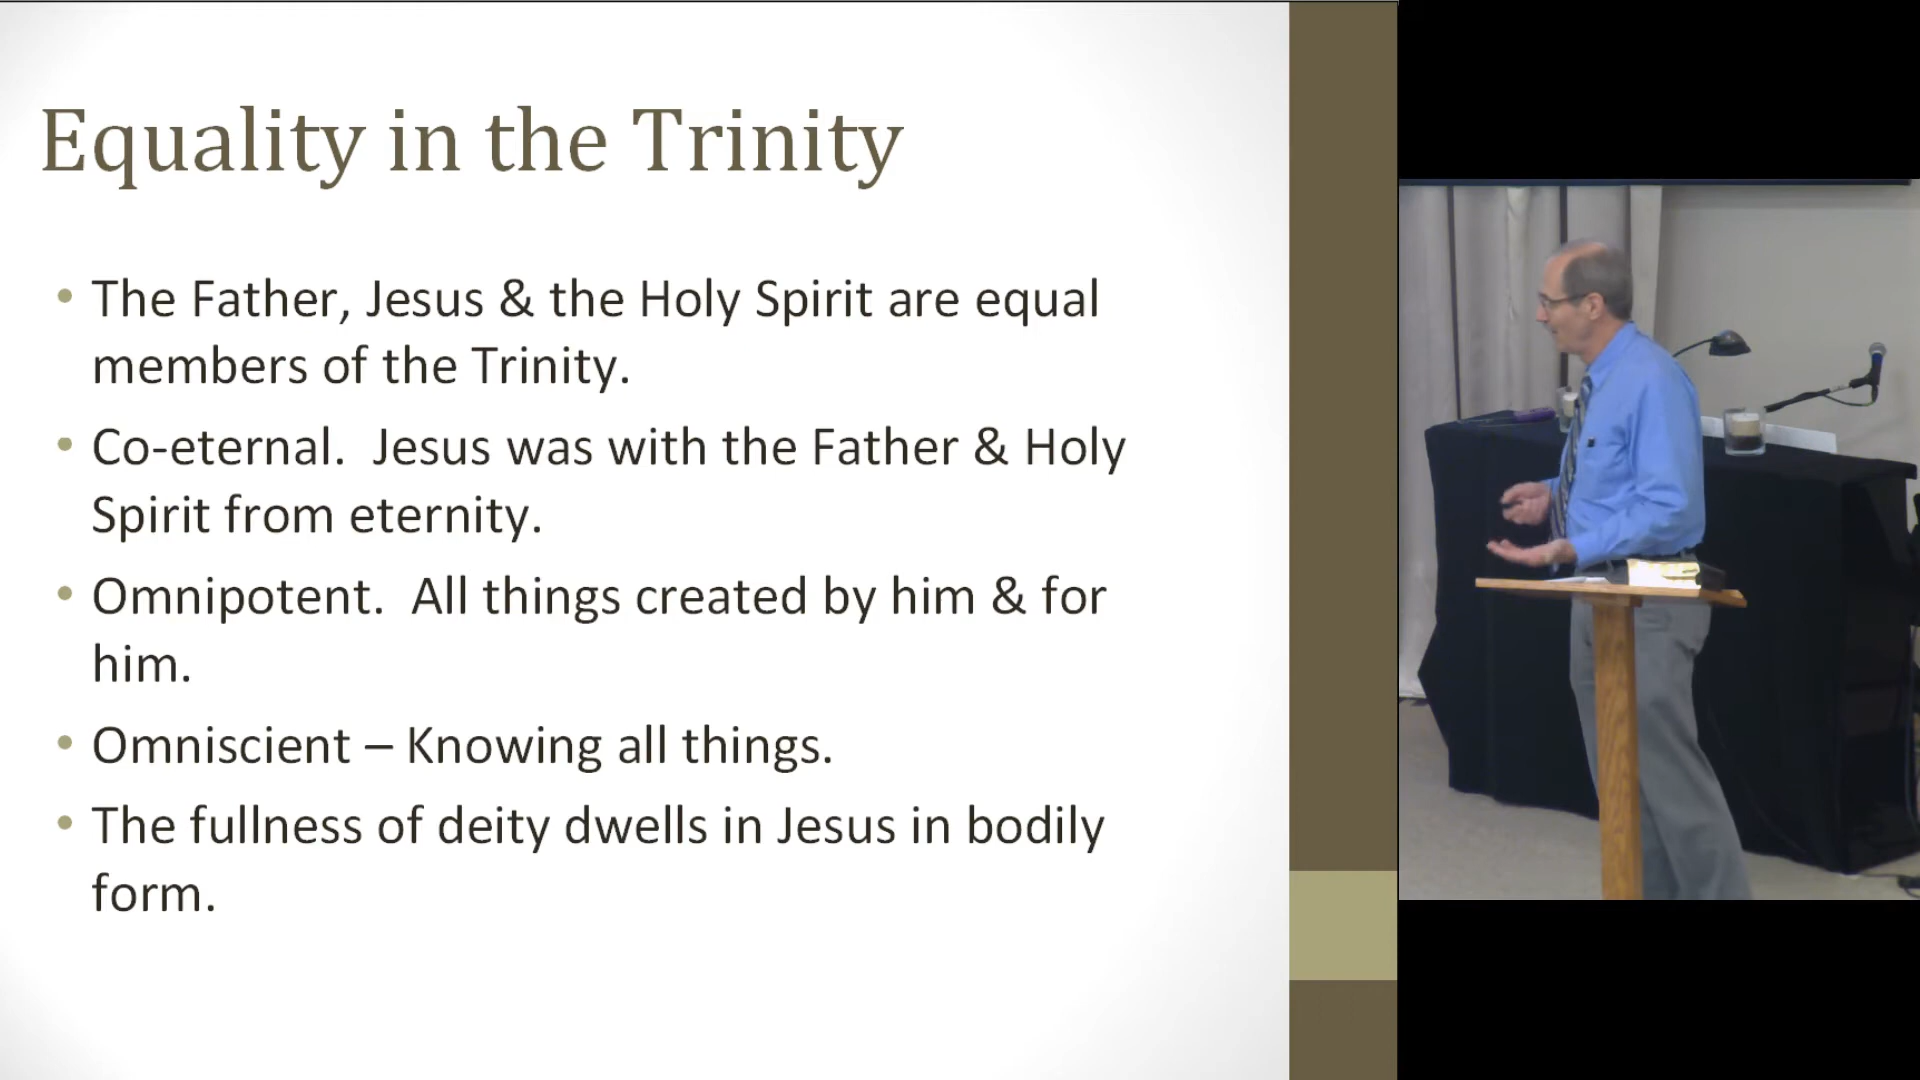 Equality in the Trinity
• The Father, Jesus & the Holy Spirit are equal
members of the Trinity.
• Co-eternal.  Jesus was with the Father & Holy
Spirit from eternity.
• Omnipotent.  All things created by him & for
him.
• Omniscient – Knowing all things.
• The fullness of deity dwells in Jesus in bodily
form.